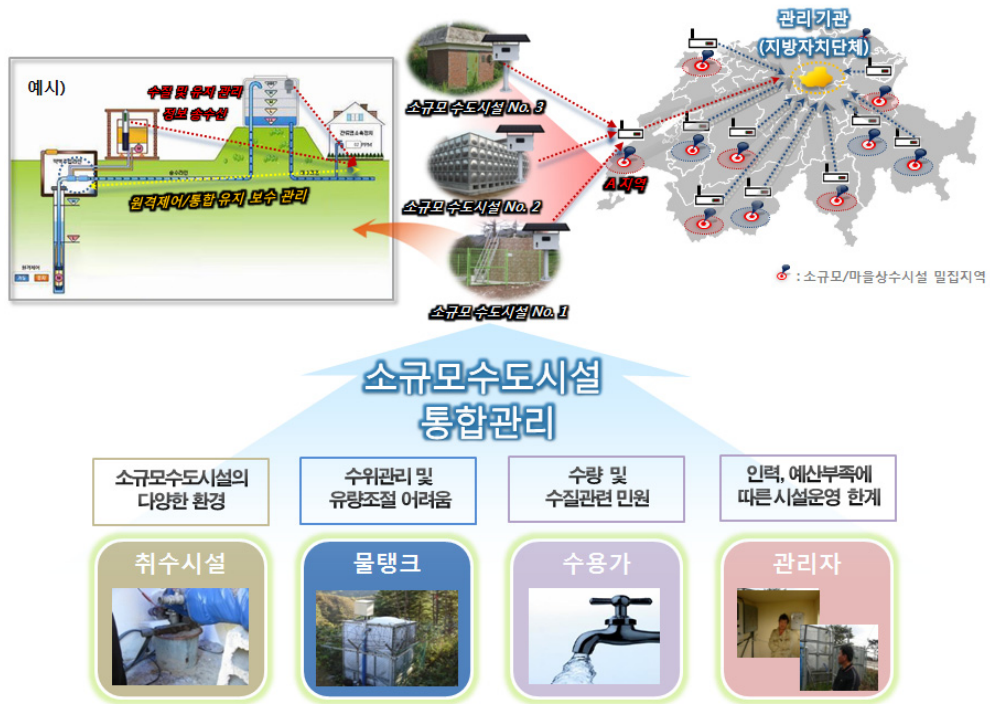 예시)
수질 및 유지 관리
정보 송수신
원격제어/통합 유지 보수 관리
원격제어
소규모 수도시설 No. 3
소규모 수도시설 No. 2
소규모 수도시설 No. 1
A 지역
관리 기관
(지방자치단체)
: 소규모/마을상수시설 밀집지역
소규모수도시설
통합관리
소규모수도시설의
다양한 환경
수위관리 및
유량조절 어려움
수량 및
수질관련 민원
인력, 예산부족에
따른 시설운영 한계
취수시설
물탱크
수용가
관리자